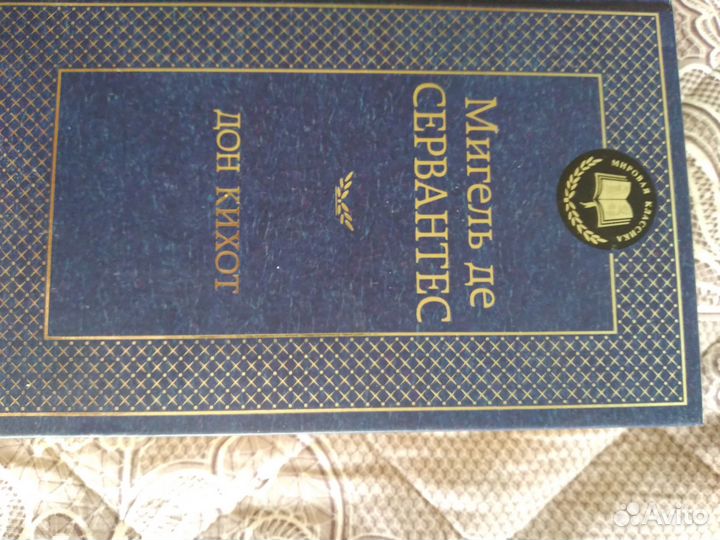 МИРОВАЯ КЛАССИКА
Мигель де
СЕРВАНТЕС
ДОН КИХОТ
Avito